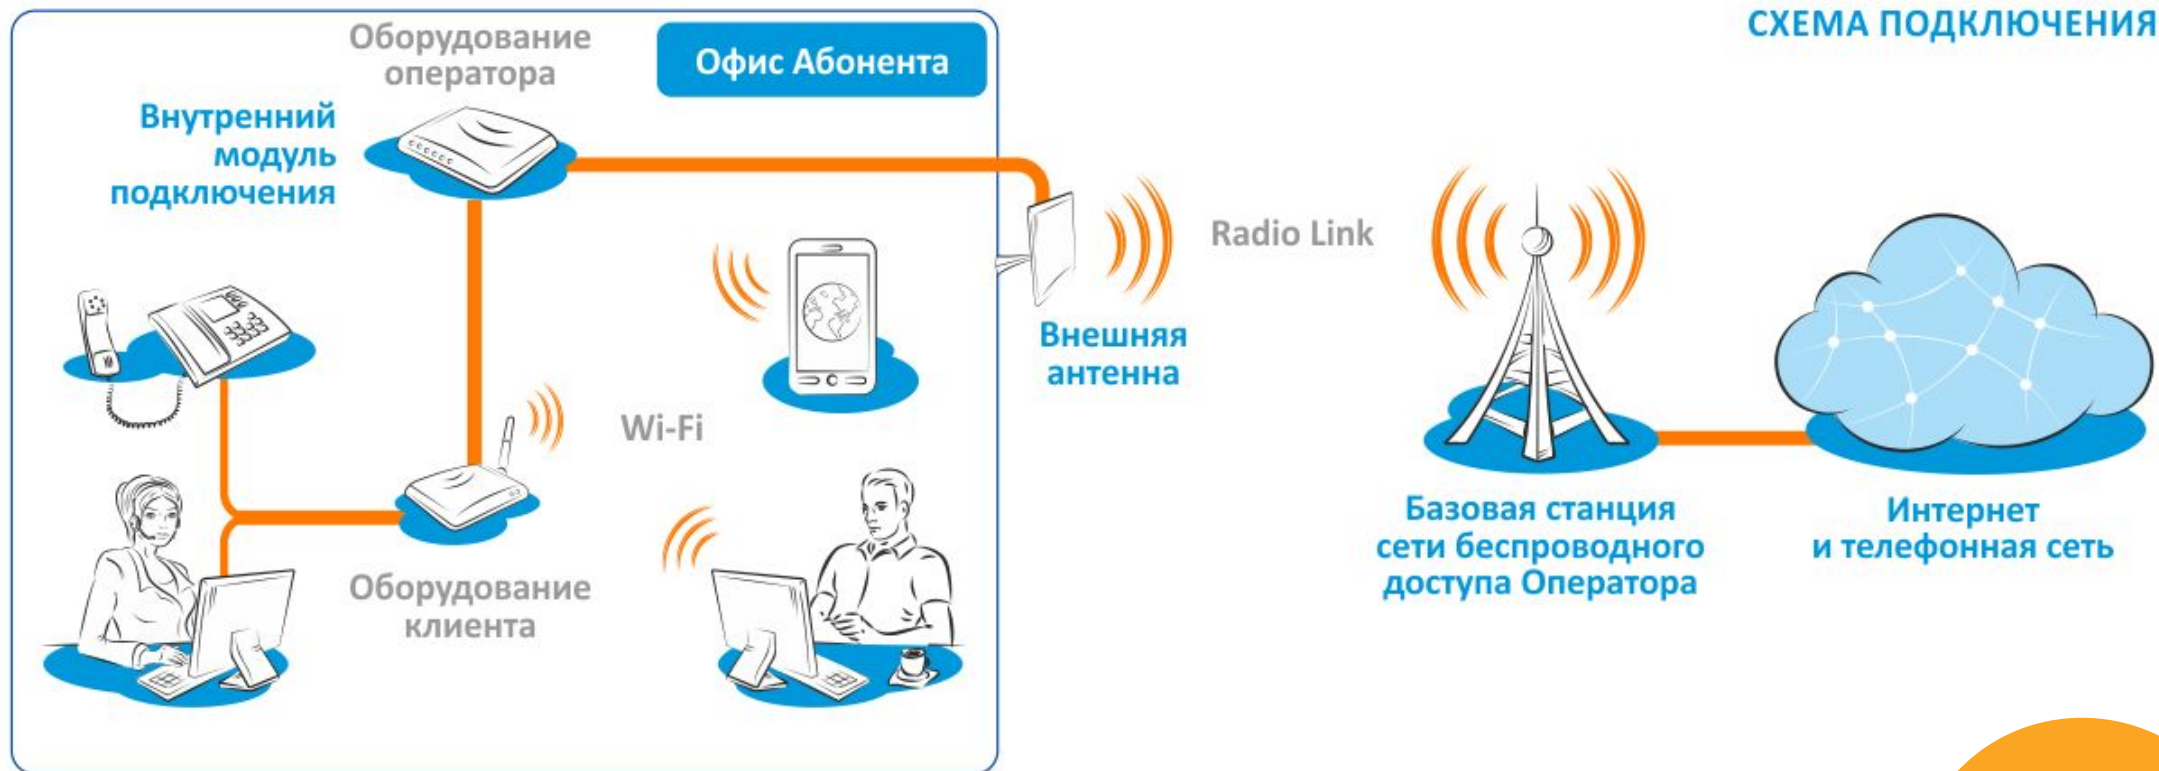 СХЕМА ПОДКЛЮЧЕНИЯ
Оборудование
оператора
Офис Абонента
Внутренний
модуль
подключения
Radio Link
Внешняя
антенна
Wi-Fi
Базовая станция
сети беспроводного
доступа Оператора
Интернет
и телефонная сеть
Оборудование
клиента